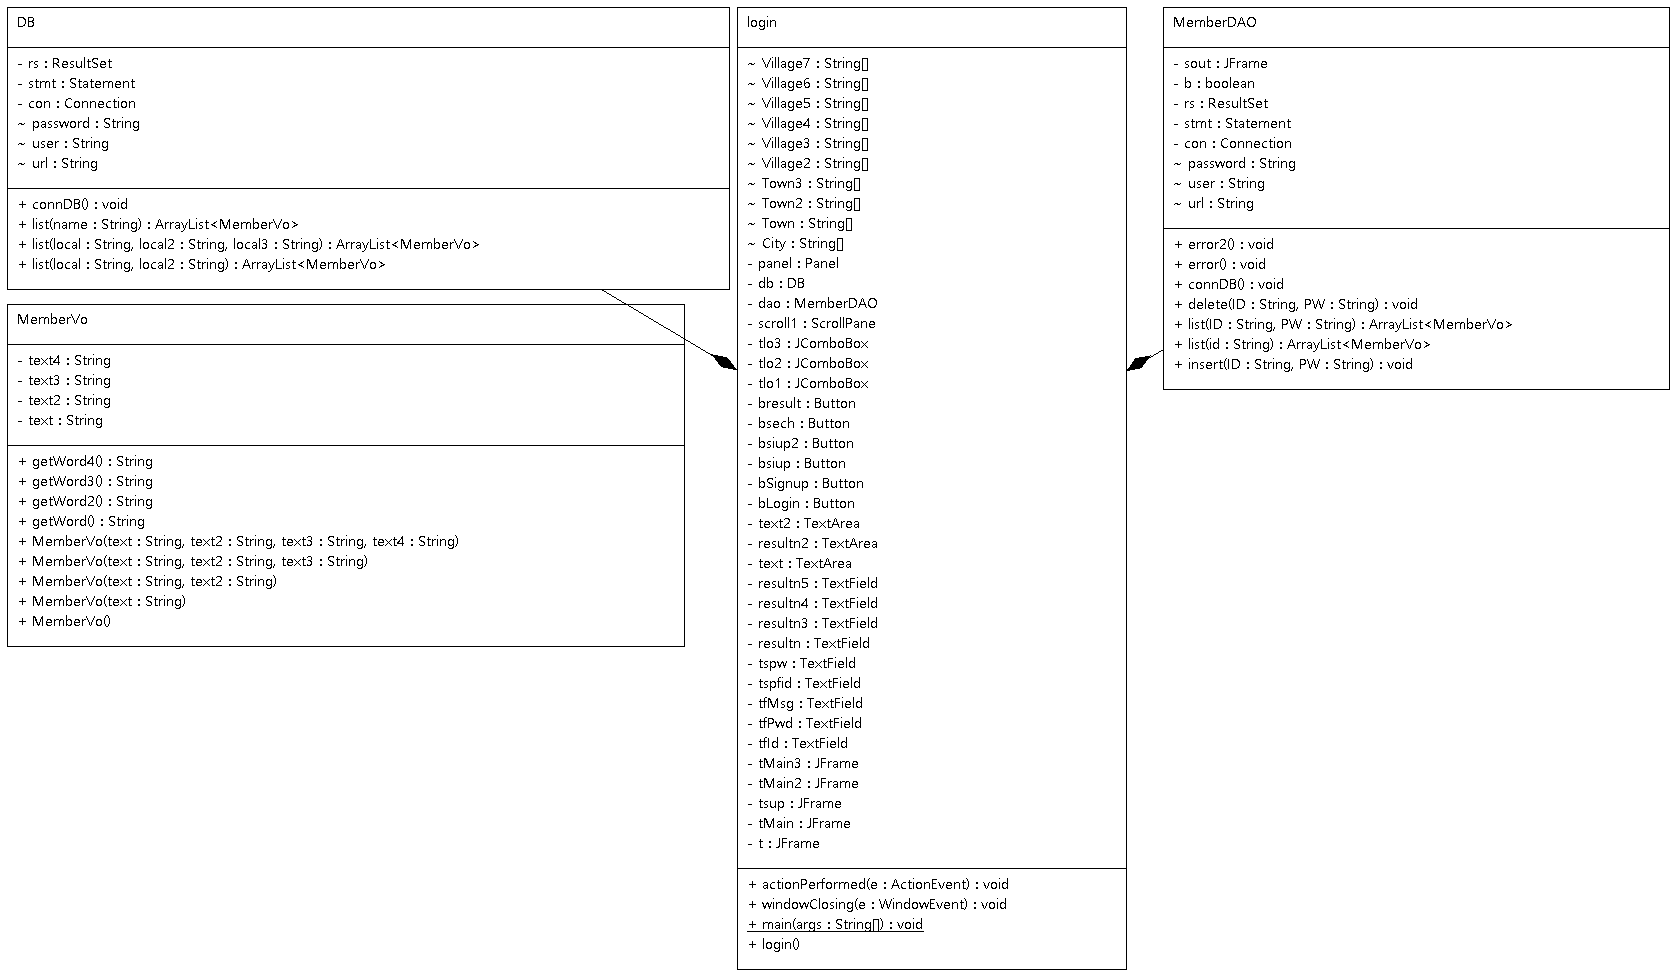 DB
- rs : ResultSet
- stmt : Statement
- con : Connection
~ password : String
~ user : String
~ url : String
+ connDB() : void
+ list(name : String) : ArrayList<MemberVo>
+ list(local : String, local2 : String, local3 : String) : ArrayList<MemberVo>
+ list(local : String, local2 : String) : ArrayList<MemberVo>
MemberVo
- text4 : String
- text3 : String
- text2 : String
- text : String
+ getWord4() : String
+ getWord3() : String
+ getWord2() : String
+ getWord() : String
+ MemberVo(text : String, text2 : String, text3 : String, text4 : String)
+ MemberVo(text : String, text2 : String, text3 : String)
+ MemberVo(text : String, text2 : String)
+ MemberVo(text : String)
+ MemberVo()
login
~ Village7 : String[]
~ Village6 : String[]
~ Village5 : String[]
~ Village4 : String[]
~ Village3 : String[]
~ Village2 : String[]
~ Town3 : String[]
~ Town2 : String[]
~ Town : String[]
~ City : String[]
- panel : Panel
- db : DB
- dao : MemberDAO
- scroll1 : ScrollPane
- tlo3 : JComboBox
- tlo2 : JComboBox
- tlo1 : JComboBox
- bresult : Button
- bsech : Button
- bsiup2 : Button
- bsiup : Button
- bSignup : Button
- bLogin : Button
- text2 : TextArea
- resultn2 : TextArea
- text : TextArea
- resultn5 : TextField
- resultn4 : TextField
- resultn3 : TextField
- resultn : TextField
- tspw : TextField
- tspfid : TextField
- tfMsg : TextField
- tfPwd : TextField
- tfId : TextField
- tMain3 : JFrame
- tMain2 : JFrame
- tsup : JFrame
- tMain : JFrame
- t : JFrame
+ actionPerformed(e : ActionEvent) : void
+ windowClosing(e : WindowEvent) : void
+ main(args : String[]) : void
+ login()
MemberDAO
- sout : JFrame
- b : boolean
- rs : ResultSet
- stmt : Statement
- con : Connection
~ password : String
~ user : String
~ url : String
+ error2() : void
+ error() : void
+ connDB() : void
+ delete(ID : String, PW : String) : void
+ list(ID : String, PW : String) : ArrayList<MemberVo>
+ list(id : String) : ArrayList<MemberVo>
+ insert(ID : String, PW : String) : void